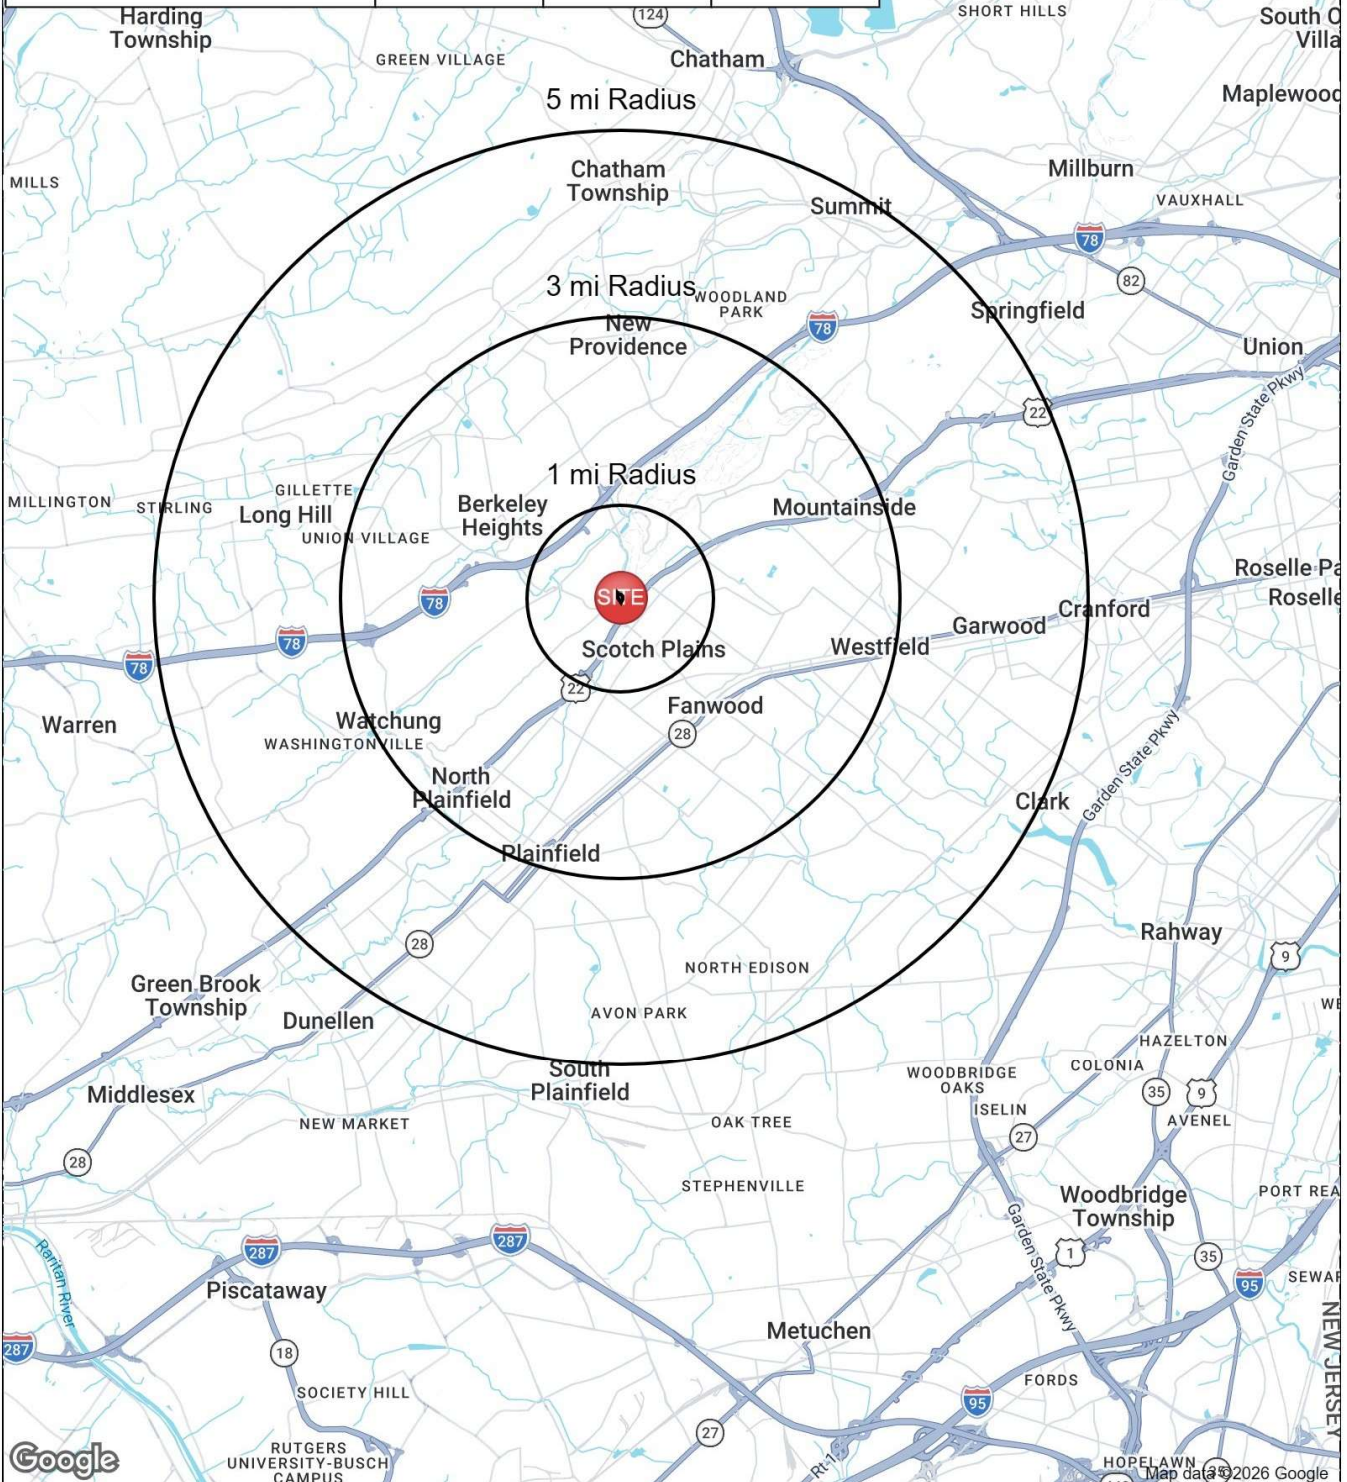 124
SHORT HILLS
Harding
Township
South O
Villa
GREEN VILLAGE
Chatham
Maplewood
5 mi Radius
Chatham
Township
Millburn
MILLS
VAUXHALL
Summit
78
82
3 mi Radius
WOODLAND
PARK
Springfield
New
Providence
78
Union
22
Garden State Pkwy
1 mi Radius
GILLETTE
MILLINGTON
STIRLING
Long Hill
Berkeley
Heights
Mountainside
UNION VILLAGE
Roselle Pa
78
SITE
Roselle
Cranford
78
Garwood
78
Scotch Plains
Westfield
22
Fanwood
Warren
Watchung
28
WASHINGTONVILLE
Garden State Pkwy
North
Plainfield
Clark
Plainfield
28
Rahway
9
NORTH EDISON
Green Brook
Township
WE
AVON PARK
Dunellen
HAZELTON
South
Plainfield
COLONIA
WOODBRIDGE
OAKS
Middlesex
35
9
ISELIN
NEW MARKET
OAK TREE
AVENEL
27
28
STEPHENVILLE
Woodbridge
Township
PORT REA
Garden State Pkwy
287
287
1
35
Raritan River
Piscataway
95
SEWAR
Metuchen
NEW JERSEY
287
18
SOCIETY HILL
FORDS
95
27
RUTGERS
UNIVERSITY-BUSCH
CAMPUS
Google
Rt-1
HOPELAWN
35
Map data ©2026 Google